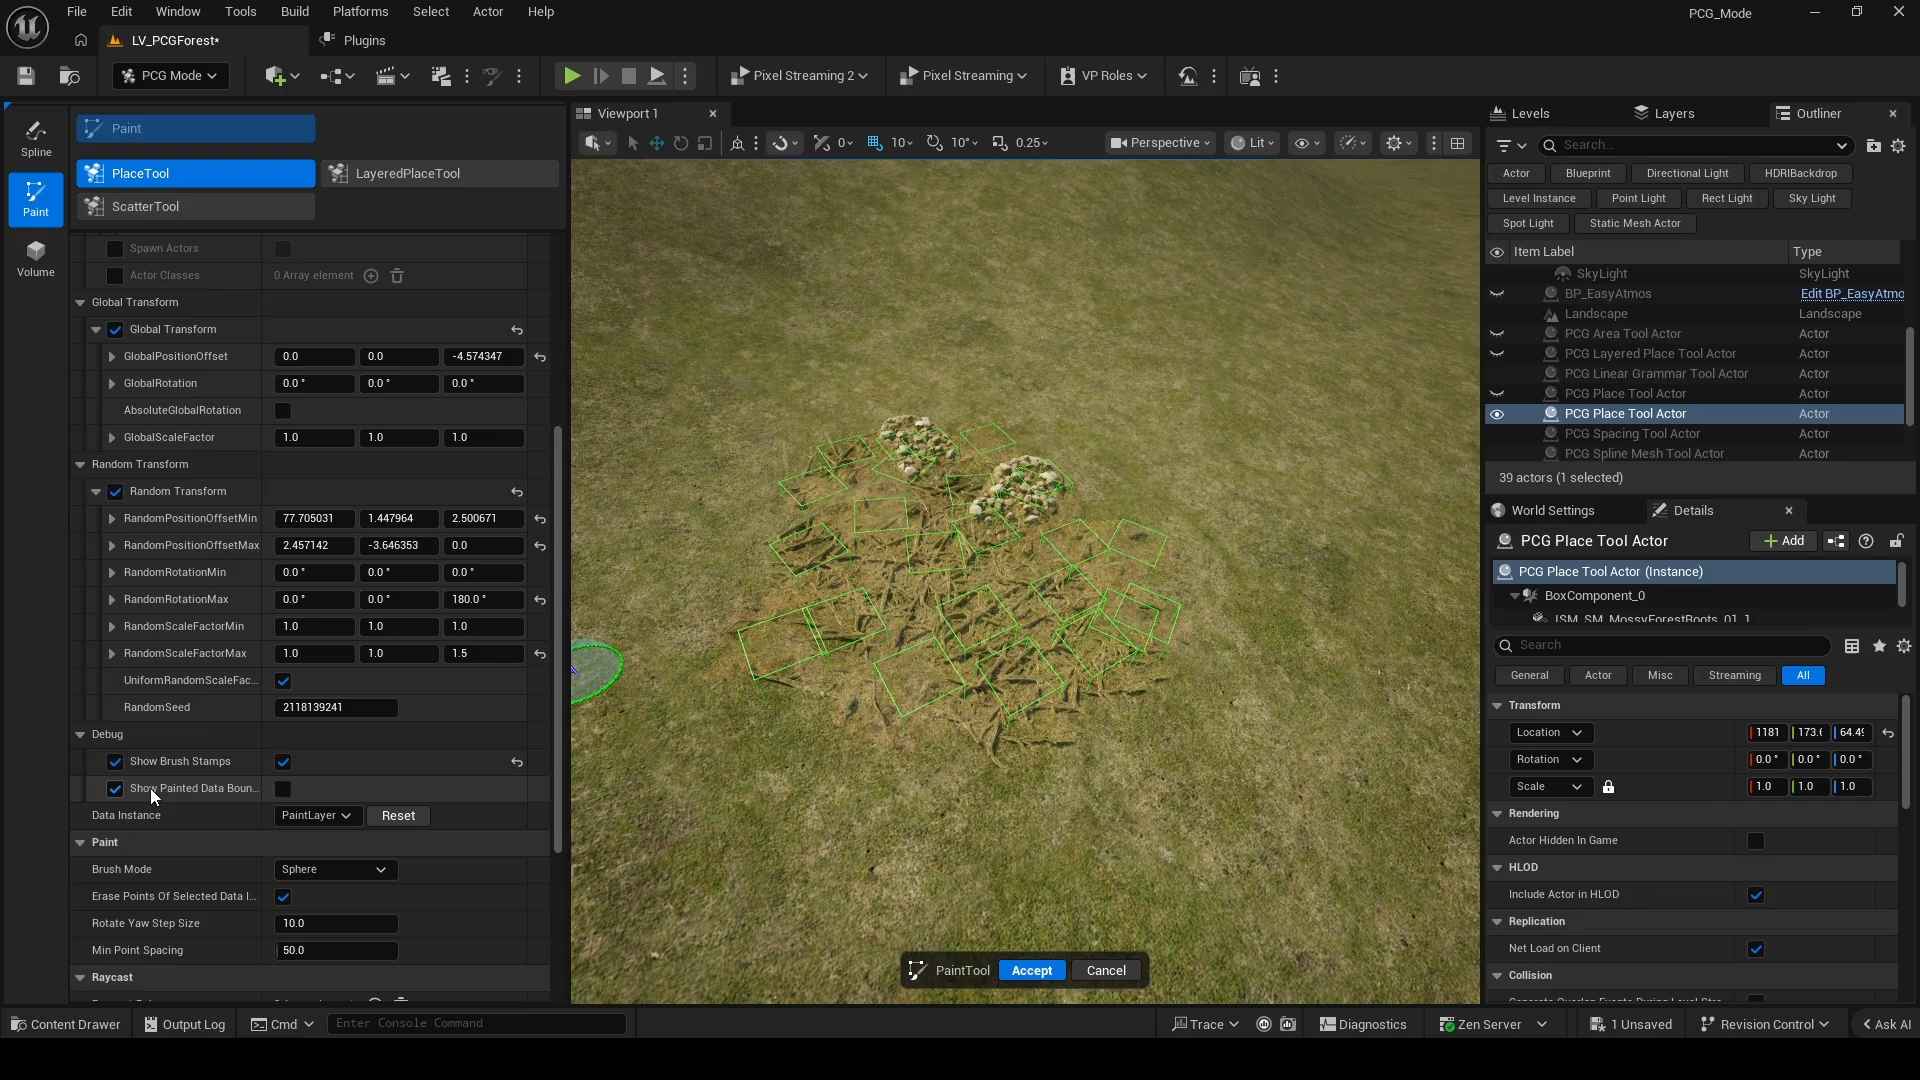 File Edit Window Tools Build Platforms Select Actor Help
PCG_Mode
LV_PCGForest*
Plugins
PCG Mode
Pixel Streaming 2
Pixel Streaming
VP Roles
Spline
Paint
Volume
Paint
PlaceTool
LayeredPlaceTool
ScatterTool
Spawn Actors
Actor Classes 0 Array element
Global Transform
Global Transform
GlobalPositionOffset 0.0 0.0 -4.574347
GlobalRotation 0.0 ° 0.0 ° 0.0 °
AbsoluteGlobalRotation
GlobalScaleFactor 1.0 1.0 1.0
Random Transform
Random Transform
RandomPositionOffsetMin 77.705031 1.447964 2.500671
RandomPositionOffsetMax 2.457142 -3.646353 0.0
RandomRotationMin 0.0 ° 0.0 ° 0.0 °
RandomRotationMax 0.0 ° 0.0 ° 180.0 °
RandomScaleFactorMin 1.0 1.0 1.0
RandomScaleFactorMax 1.0 1.0 1.5
UniformRandomScaleFac...
RandomSeed 2118139241
Debug
Show Brush Stamps
Show Painted Data Boun...
Data Instance PaintLayer Reset
Paint
Brush Mode Sphere
Erase Points Of Selected Data I...
Rotate Yaw Step Size 10.0
Min Point Spacing 50.0
Raycast
Viewport 1
0 10 10° 0.25
Perspective Lit
PaintTool Accept Cancel
Levels Layers Outliner
Search...
Actor Blueprint Directional Light HDRIBackdrop
Level Instance Point Light Rect Light Sky Light
Spot Light Static Mesh Actor
Item Label Type
SkyLight SkyLight
BP_EasyAtmos Edit BP_EasyAtmo
Landscape Landscape
PCG Area Tool Actor Actor
PCG Layered Place Tool Actor Actor
PCG Linear Grammar Tool Actor Actor
PCG Place Tool Actor Actor
PCG Place Tool Actor Actor
PCG Spacing Tool Actor Actor
PCG Spline Mesh Tool Actor Actor
39 actors (1 selected)
World Settings Details
PCG Place Tool Actor
Add
PCG Place Tool Actor (Instance)
BoxComponent_0
ISM_SM_MossyForestRoots_01_1
Search
General Actor Misc Streaming All
Transform
Location 1181 173.6 64.49
Rotation 0.0 ° 0.0 ° 0.0 °
Scale 1.0 1.0 1.0
Rendering
Actor Hidden In Game
HLOD
Include Actor in HLOD
Replication
Net Load on Client
Collision
Content Drawer Output Log Cmd Enter Console Command
Trace Diagnostics Zen Server 1 Unsaved Revision Control Ask AI